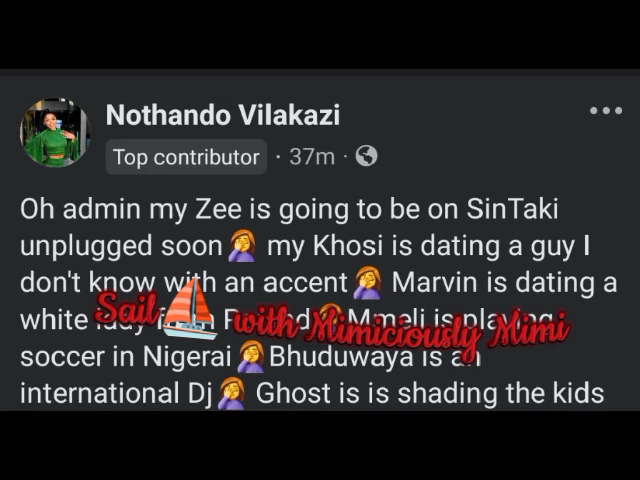 Nothando Vilakazi
Top contributor · 37m ·
Oh admin my Zee is going to be on SinTaki
unplugged soon🤦 my Khosi is dating a guy I
don't know with an accent🤦 Marvin is dating a
white lady
Mmeli is playing
soccer in Nigerai🤦Bhuduwaya is an
international Dj🤦 Ghost is is shading the kids
Sail⛵ with Mimiciously Mimi